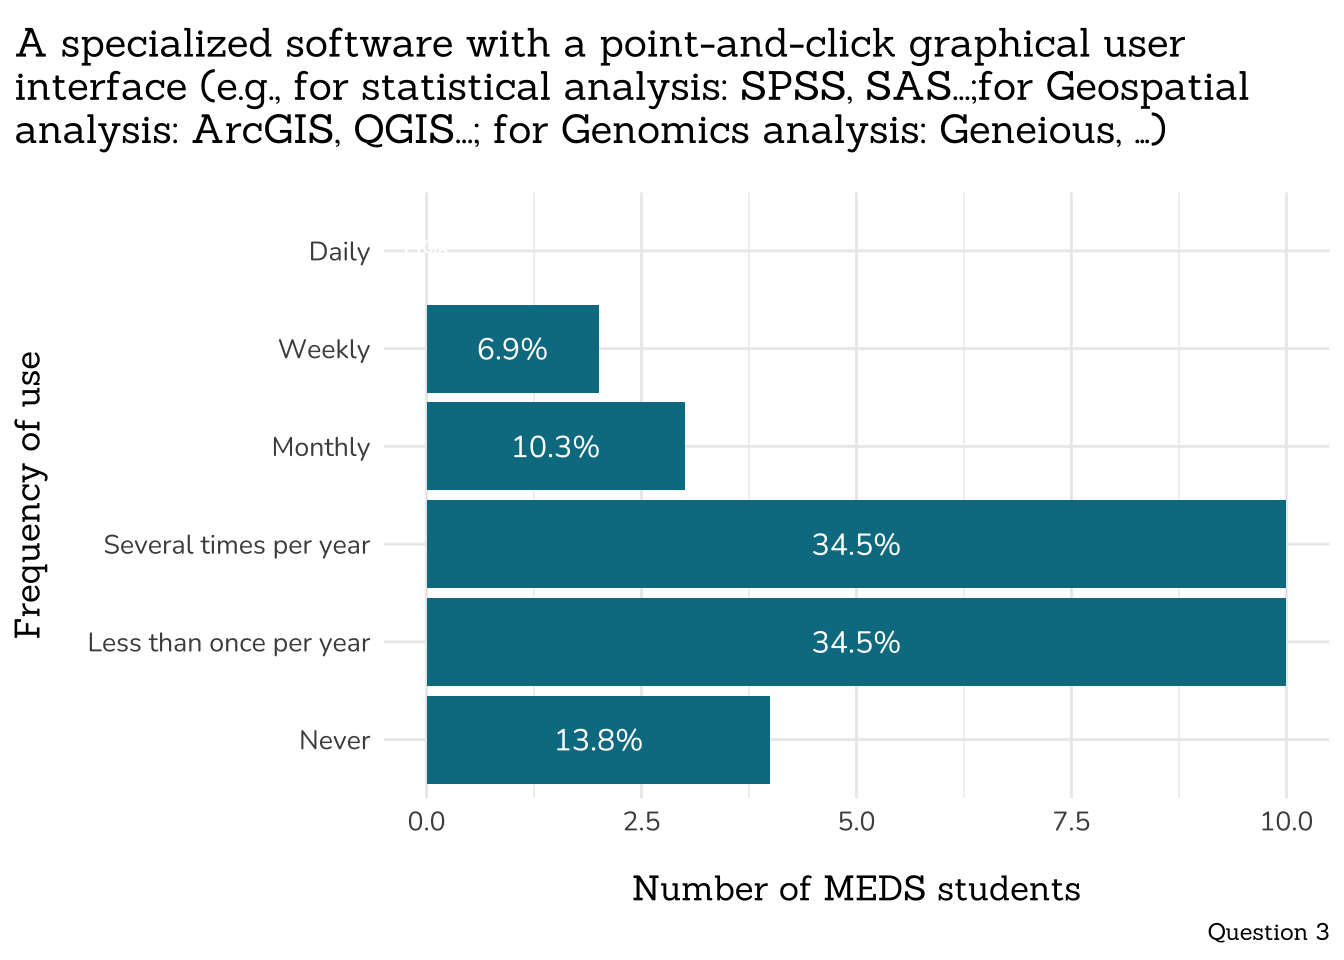 A specialized software with a point-and-click graphical user
interface (e.g., for statistical analysis: SPSS, SAS...;for Geospatial
analysis: ArcGIS, QGIS...; for Genomics analysis: Geneious, ...)
Frequency of use
Daily
Weekly
6.9%
Monthly
10.3%
Several times per year
34.5%
Less than once per year
34.5%
Never
13.8%
0.0 2.5 5.0 7.5 10.0
Number of MEDS students
Question 3